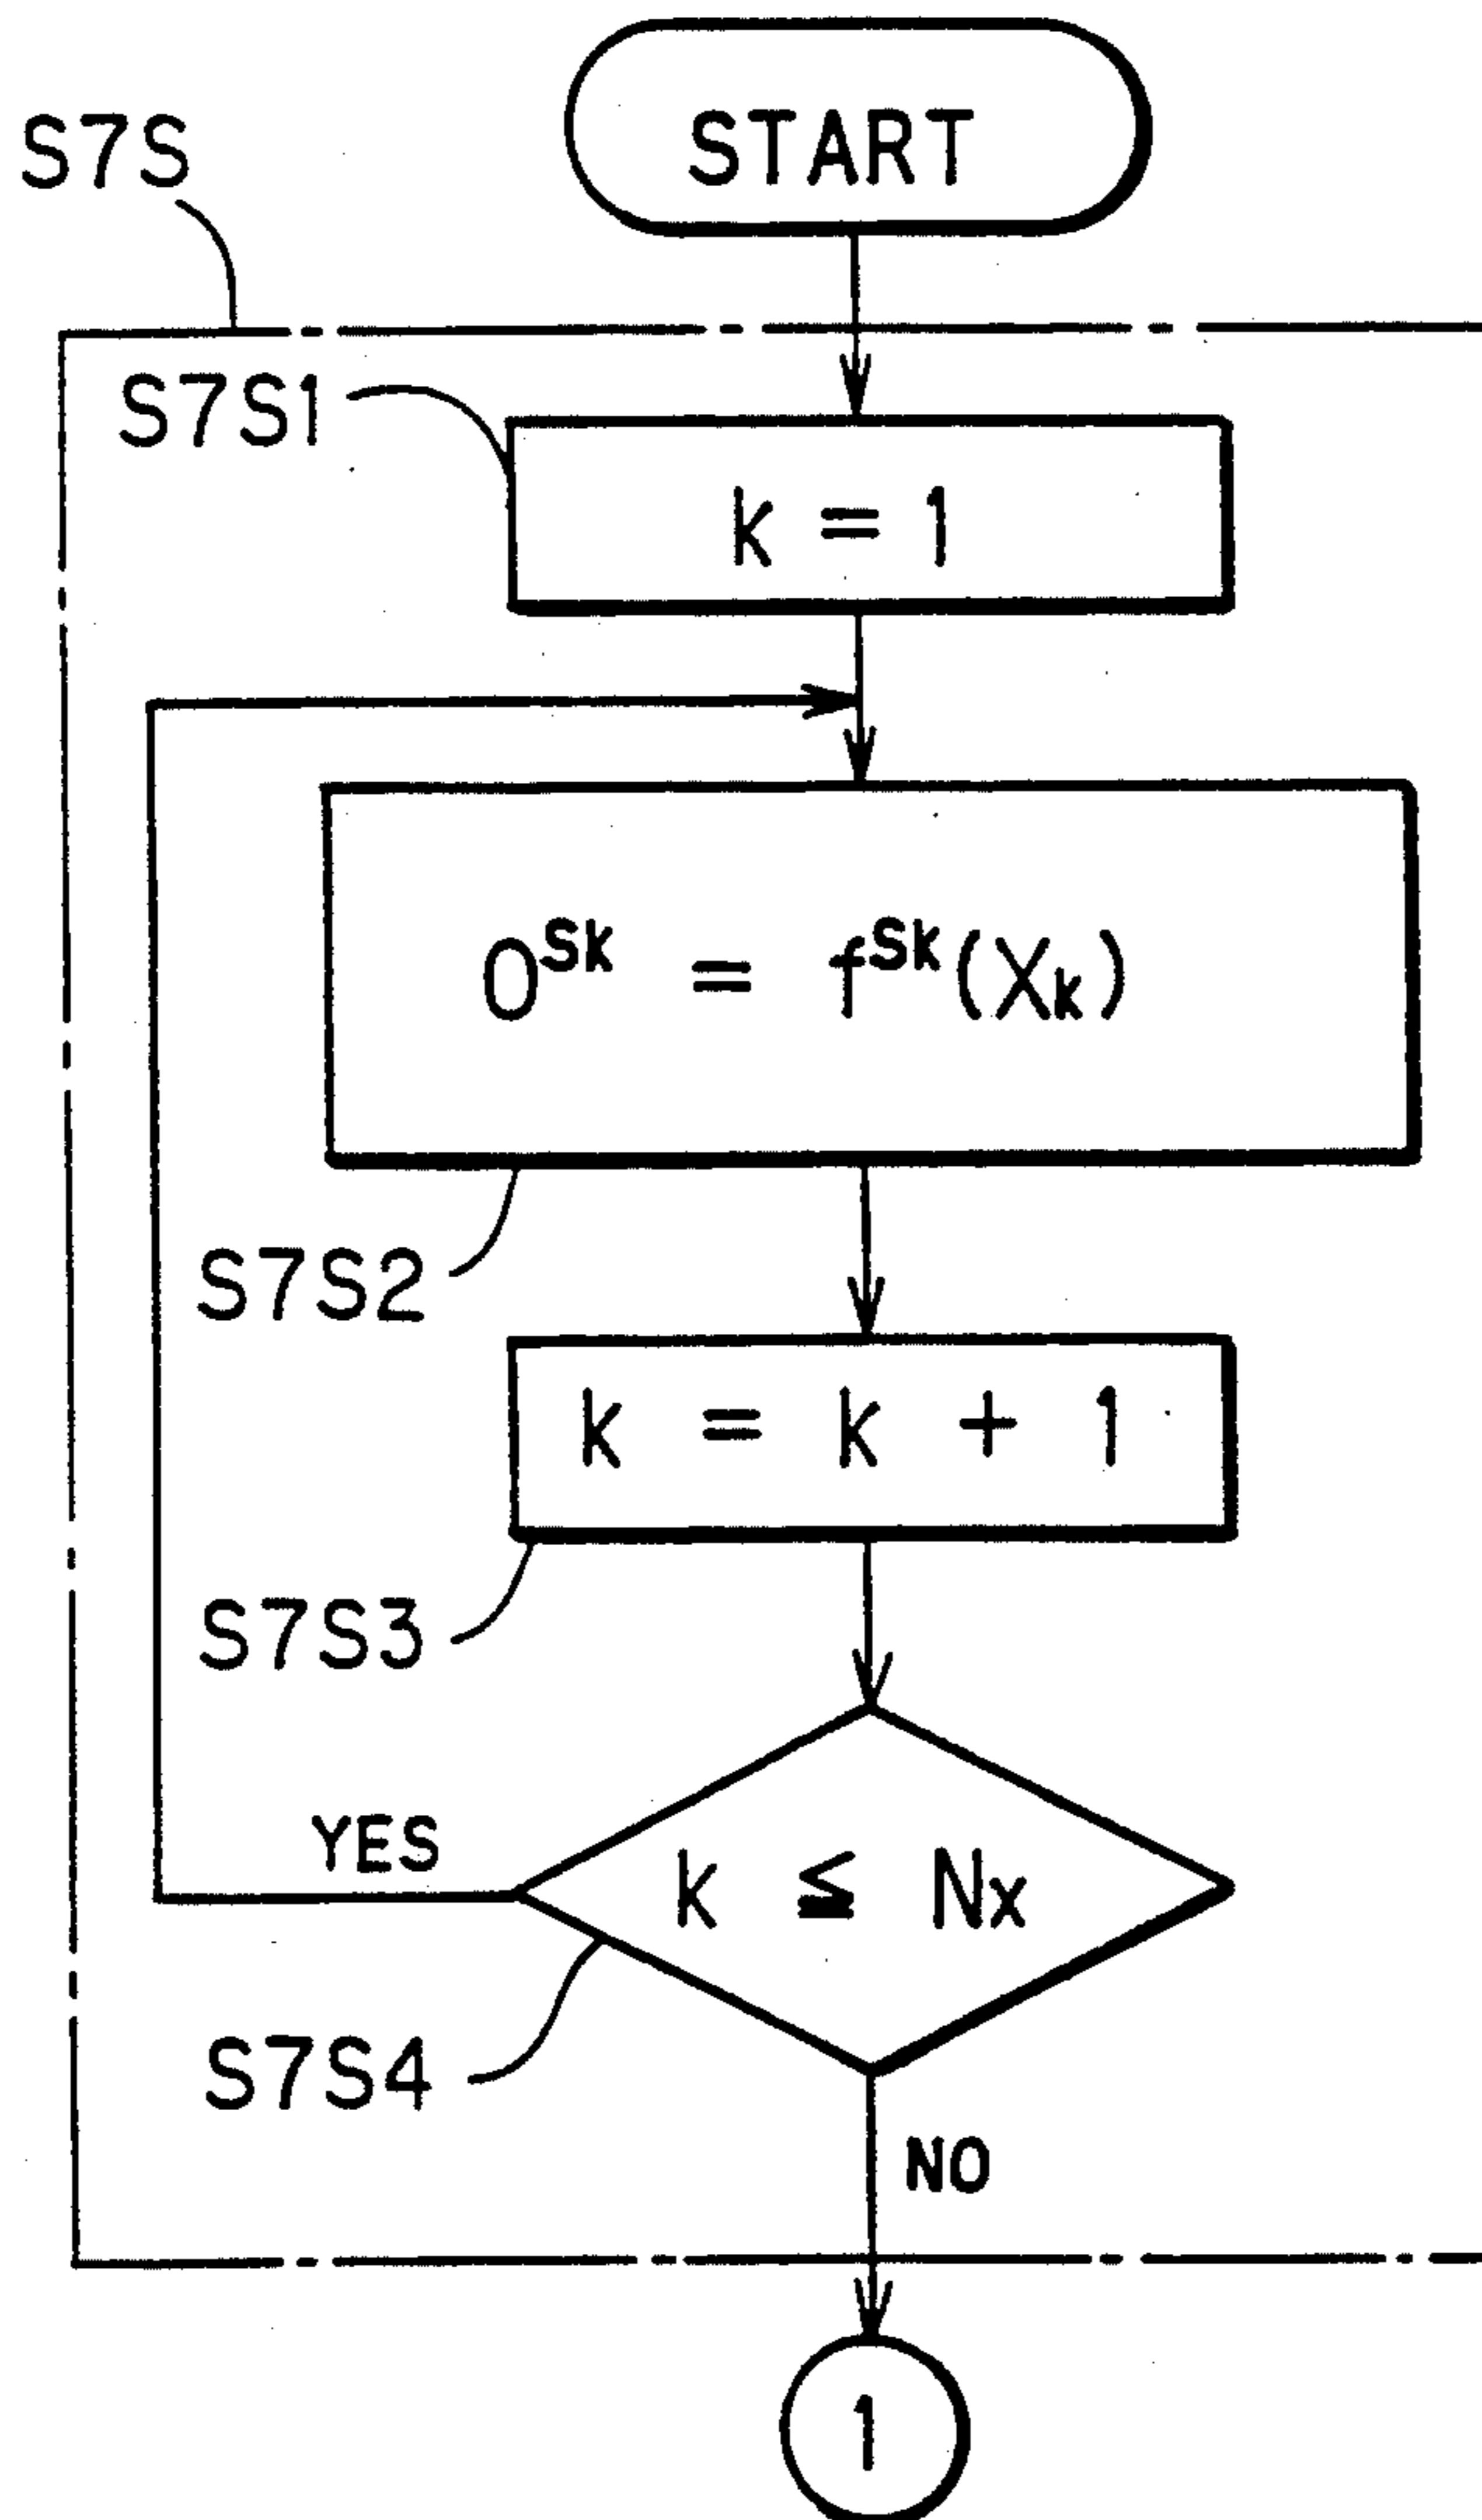 START
S7S
S7S1
k = 1
O^Sk = f^Sk(X_k)
S7S2
k = k + 1
S7S3
YES
k ≦ Nx
S7S4
NO
1